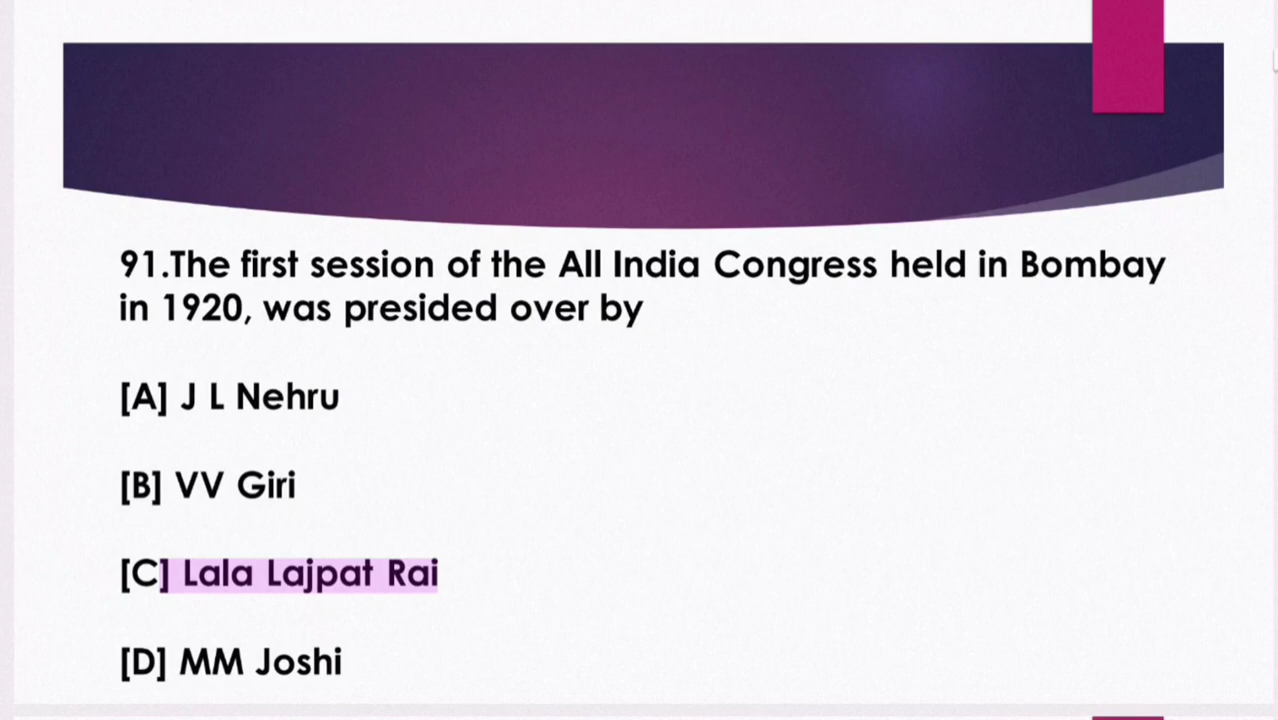 91.The first session of the All India Congress held in Bombay
in 1920, was presided over by
[A] J L Nehru
[B] VV Giri
[C] Lala Lajpat Rai
[D] MM Joshi